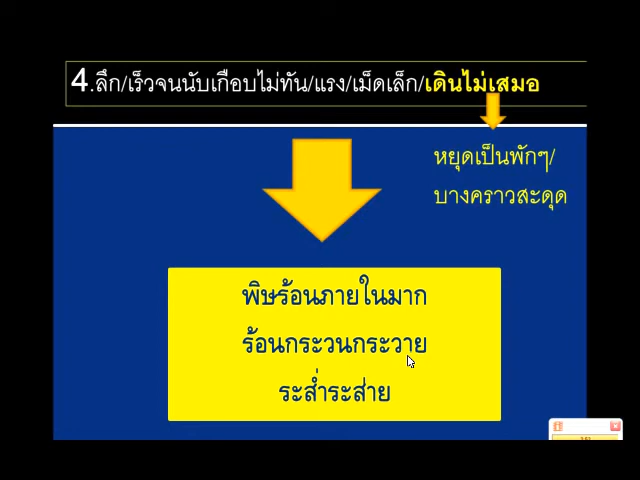 4.ลึก/เร็วจนนับเกือบไม่ทัน/แรง/เม็ดเล็ก/เดินไม่เสมอ
หยุดเป็นพักๆ/
บางคราวสะดุด
พิษร้อนภายในมาก
ร้อนกระวนกระวาย
ระส่ำระส่าย